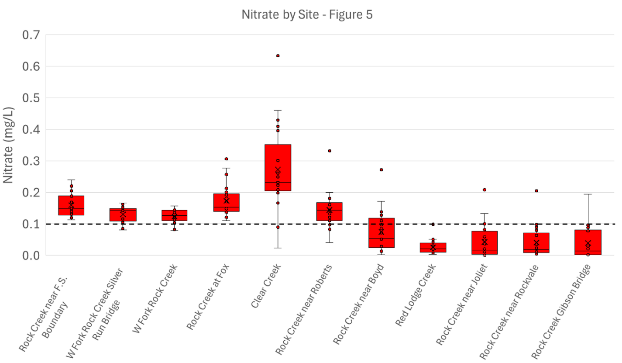 Nitrate by Site - Figure 5
Nitrate (mg/L)
0.7
0.6
0.5
0.4
0.3
0.2
0.1
0.0
Rock Creek near F.S.
Boundary
W Fork Rock Creek Silver
Run Bridge
W Fork Rock Creek
Rock Creek at Fox
Clear Creek
Rock Creek near Roberts
Rock Creek near Boyd
Red Lodge Creek
Rock Creek near Joliet
Rock Creek near Rockvale
Rock Creek Gibson Bridge